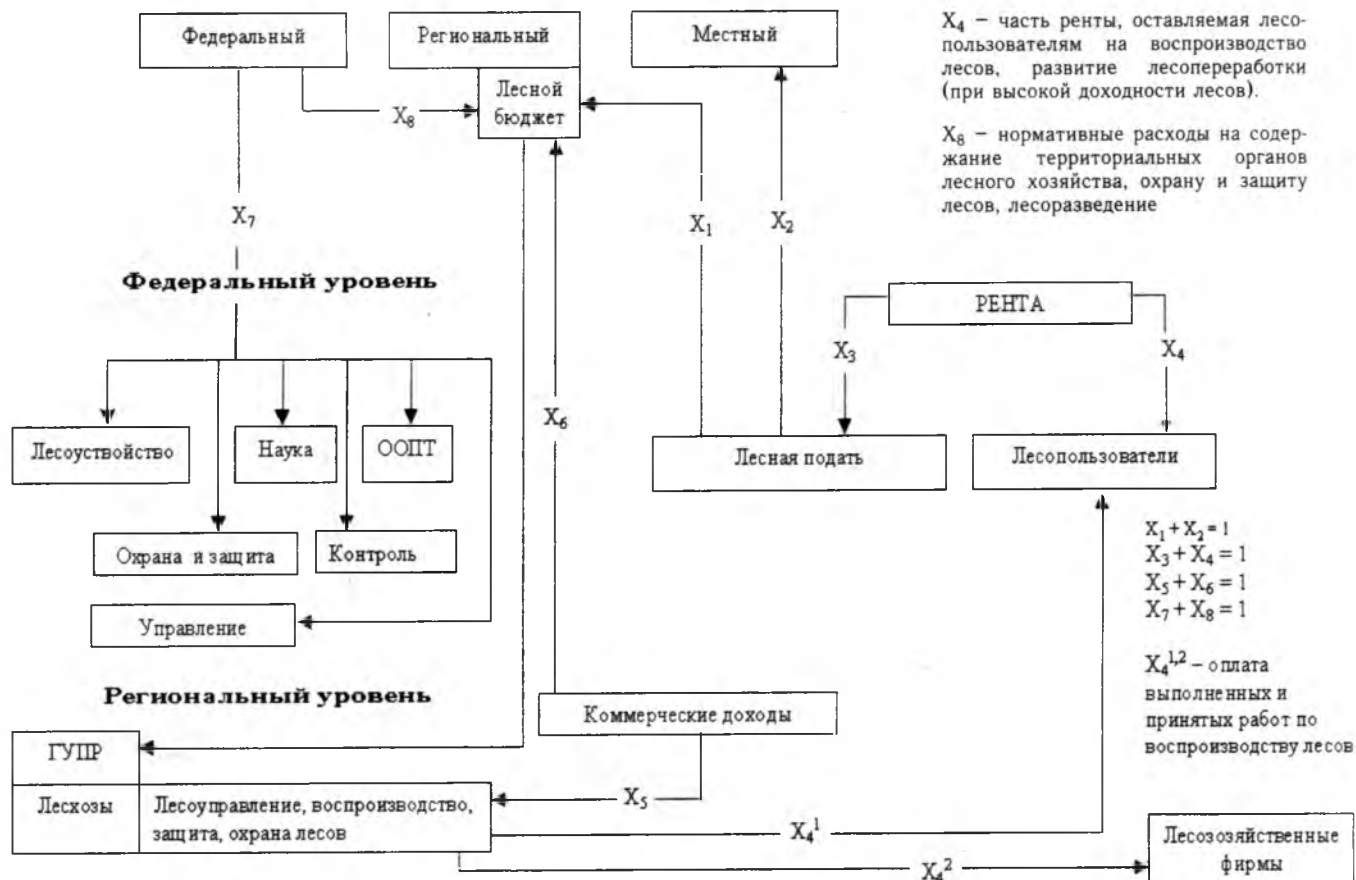 Федеральный
Региональный
Местный
Лесной
бюджет
X₄ – часть ренты, оставляемая лесо-
пользователям на воспроизводство
лесов, развитие лесопереработки
(при высокой доходности лесов).
X₈ – нормативные расходы на содер-
жание территориальных органов
лесного хозяйства, охрану и защиту
лесов, лесоразведение
X₈
X₇
X₁
X₂
Федеральный уровень
РЕНТА
X₃
X₄
X₆
Лесоуствойство
Наука
ООПТ
Лесная подать
Лесопользователи
Охрана и защита
Контроль
Управление
X₁ + X₂ = 1
X₃ + X₄ = 1
X₅ + X₆ = 1
X₇ + X₈ = 1
X₄¹,² – оплата
выполненных и
принятых работ по
воспроизводству лесов
Региональный уровень
Коммерческие доходы
ГУПР
Лесхозы
Лесоуправление, воспроизводство,
защита, охрана лесов
X₅
X₄¹
X₄²
Лесозозяйственные
фирмы